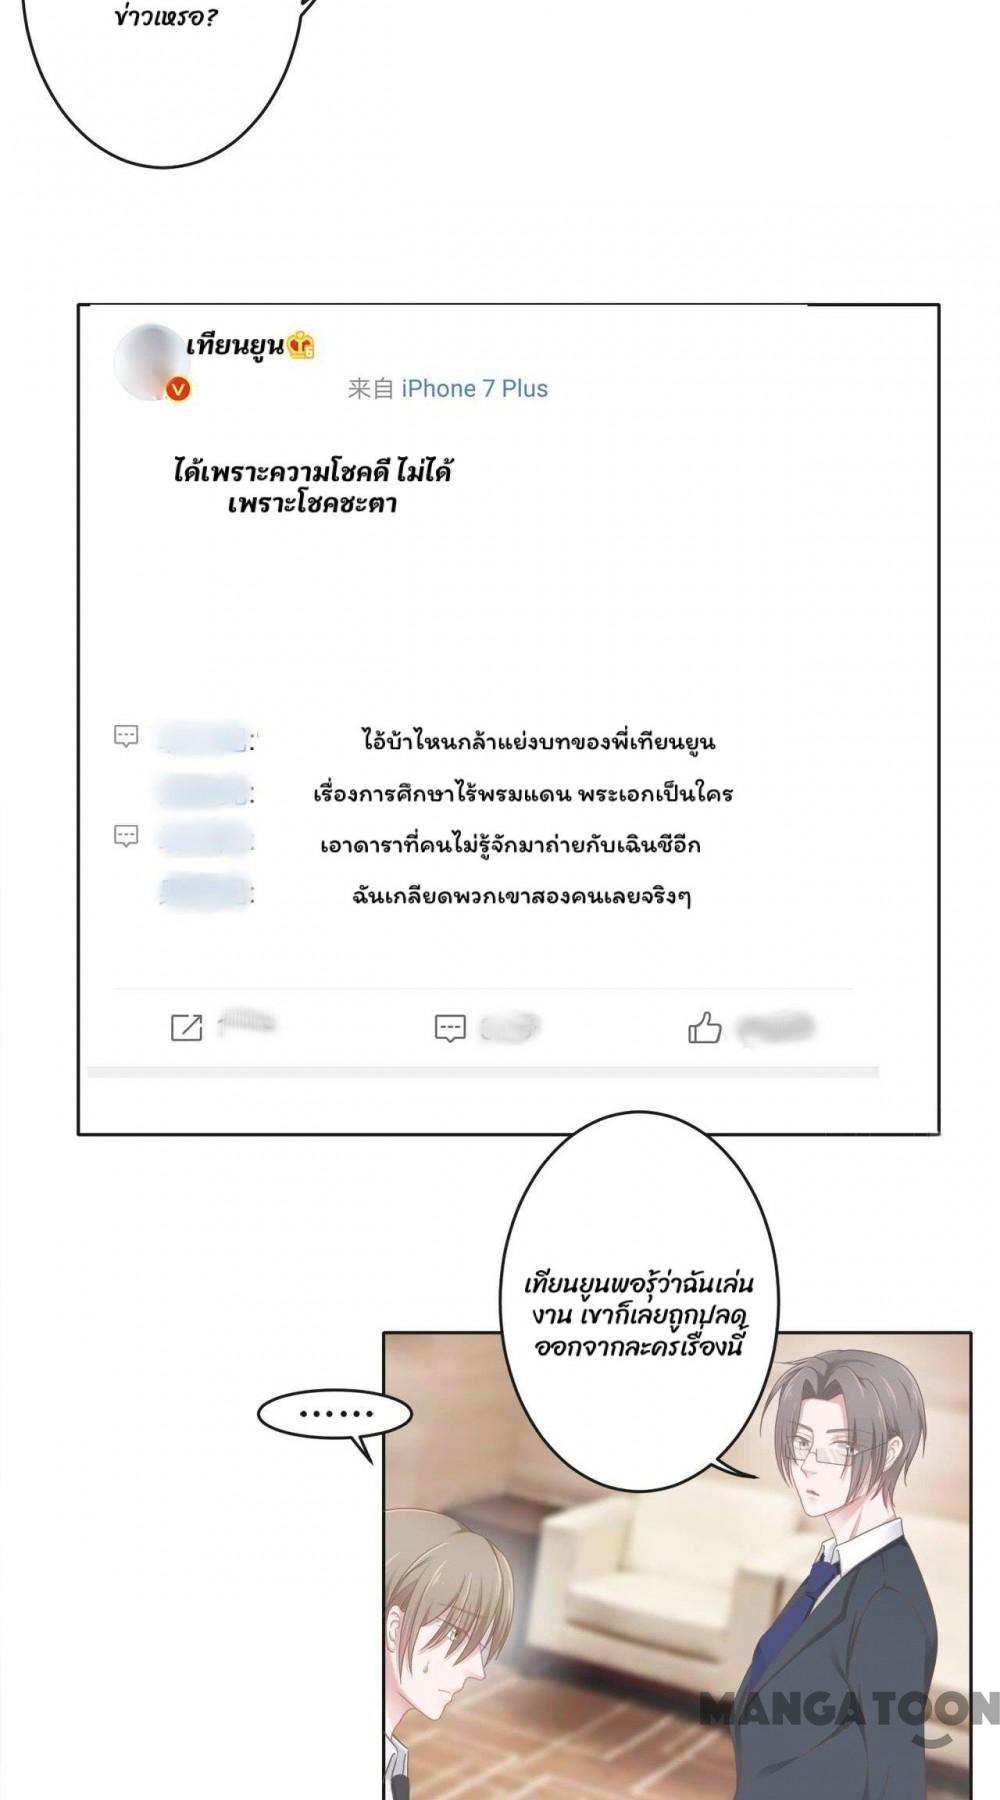 ข่าวเหรอ?
เทียนยูน
来自 iPhone 7 Plus
ได้เพราะความโชคดี ไม่ได้
เพราะโชคชะตา
ไอ้บ้าไหนกล้าแย่งบทของพี่เทียนยูน
เรื่องการศึกษาไร้พรมแดน พระเอกเป็นใคร
เอาดาราที่คนไม่รู้จักมาถ่ายกับเฉินชีอีก
ฉันเกลียดพวกเขาสองคนเลยจริงๆ
เทียนยูนพอรู้ว่าฉันเล่น
งาน เขาก็เลยถูกปลด
ออกจากละครเรื่องนี้
......
MANGATOON